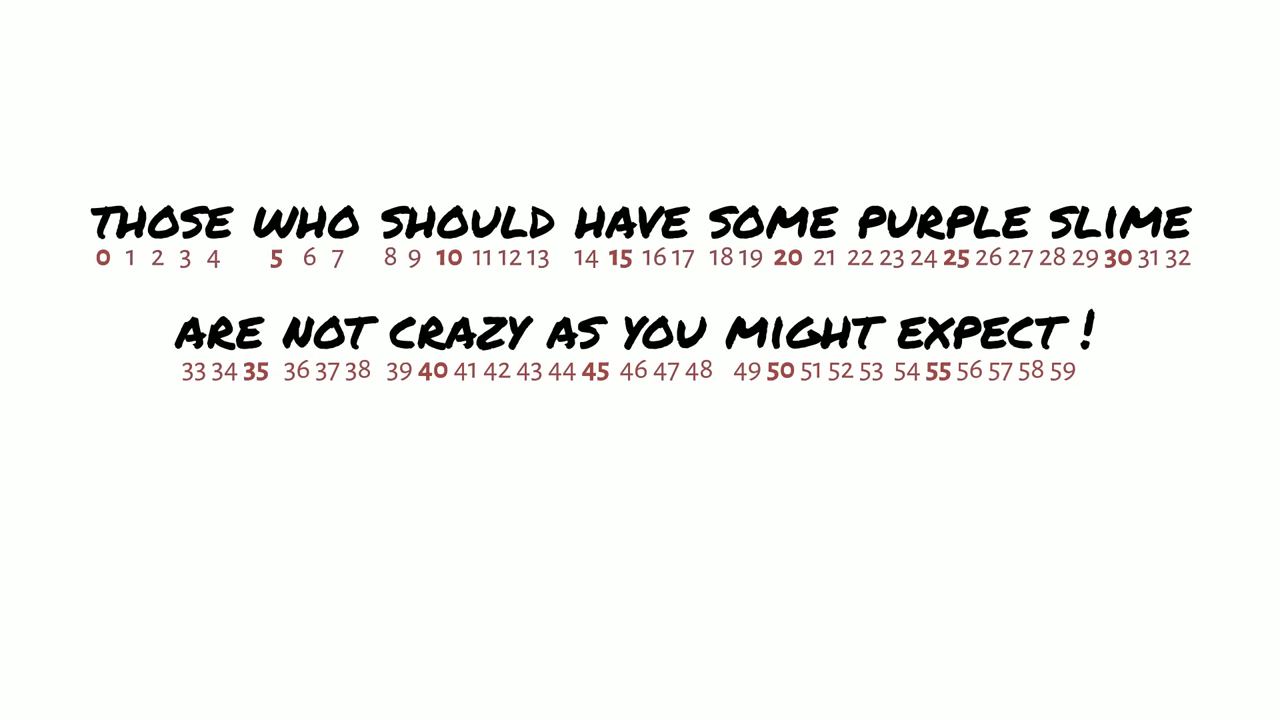 THOSE WHO SHOULD HAVE SOME PURPLE SLIME
0 1 2 3 4 5 6 7 8 9 10 11 12 13 14 15 16 17 18 19 20 21 22 23 24 25 26 27 28 29 30 31 32
ARE NOT CRAZY AS YOU MIGHT EXPECT !
33 34 35 36 37 38 39 40 41 42 43 44 45 46 47 48 49 50 51 52 53 54 55 56 57 58 59